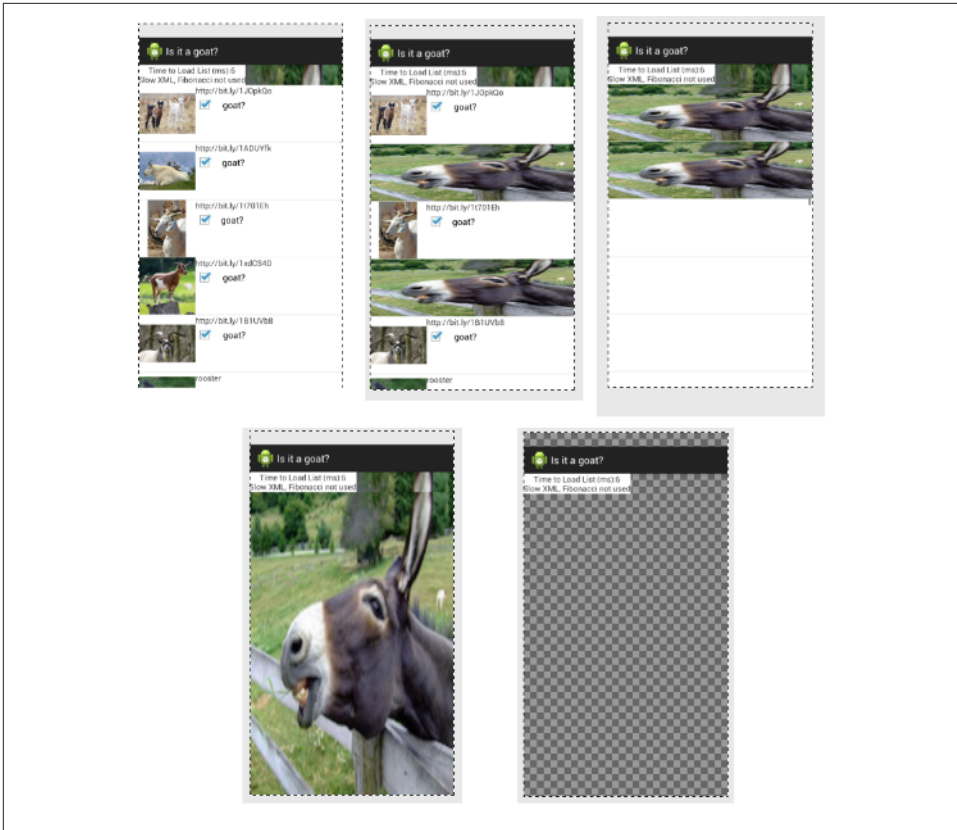 Is it a goat?
Time to Load List (ms):6
Slow XML, Fibonacci not used
http://bit.ly/1JOpkQo
goat?
http://bit.ly/1ADUYfk
goat?
http://bit.ly/1t701Eh
goat?
http://bit.ly/1xdCS4D
goat?
http://bit.ly/1B1UVb8
goat?
rooster
Is it a goat?
Time to Load List (ms):6
Slow XML, Fibonacci not used
http://bit.ly/1JOpkQo
goat?
http://bit.ly/1t701Eh
goat?
http://bit.ly/1B1UVb8
goat?
rooster
Is it a goat?
Time to Load List (ms):6
Slow XML, Fibonacci not used
Is it a goat?
Time to Load List (ms):6
Slow XML, Fibonacci not used
Is it a goat?
Time to Load List (ms):6
Slow XML, Fibonacci not used